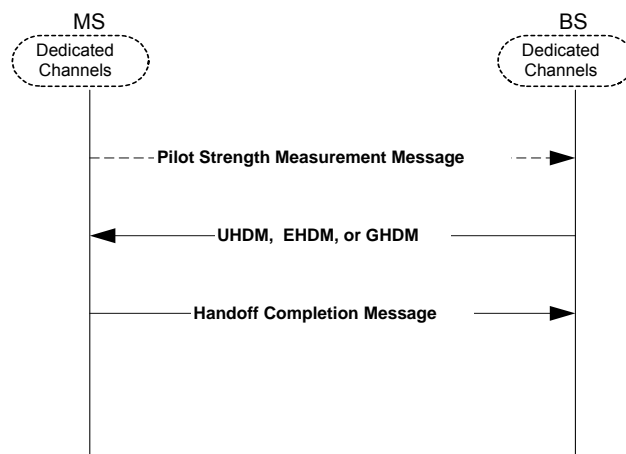 MS
BS
Dedicated
Channels
Dedicated
Channels
Pilot Strength Measurement Message
UHDM, EHDM, or GHDM
Handoff Completion Message